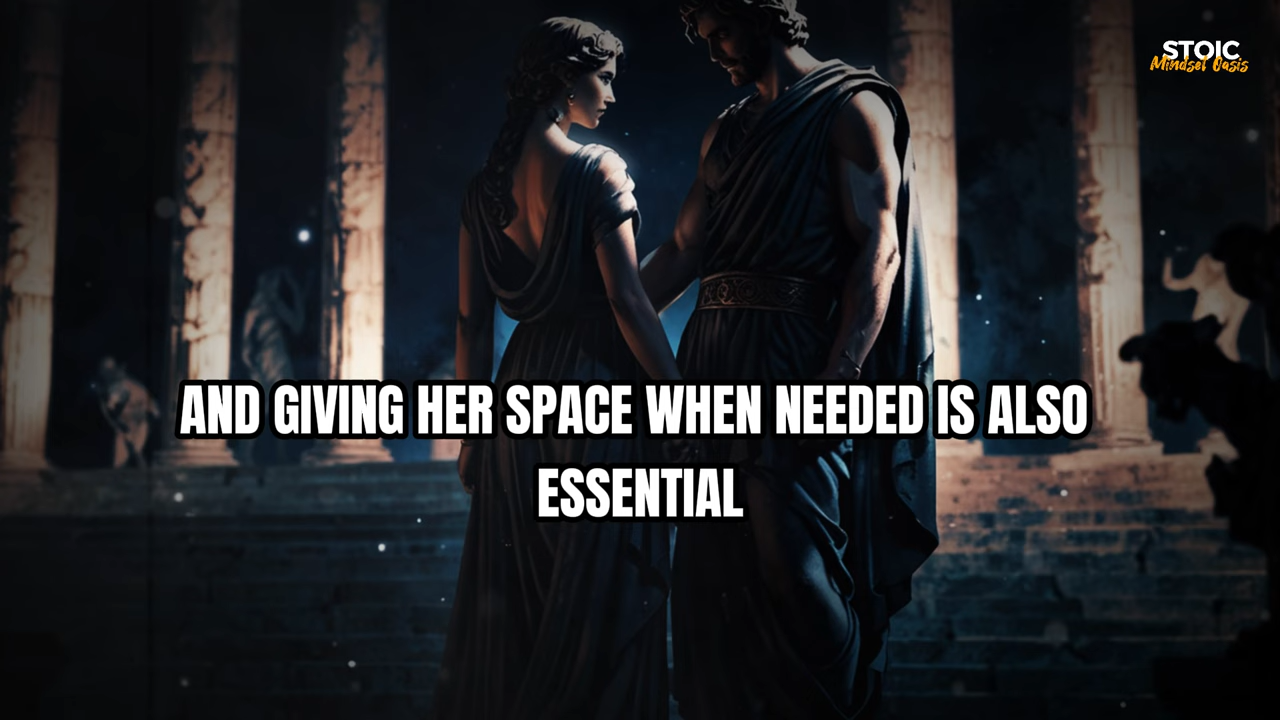 STOIC
Mindset Oasis
AND GIVING HER SPACE WHEN NEEDED IS ALSO
ESSENTIAL